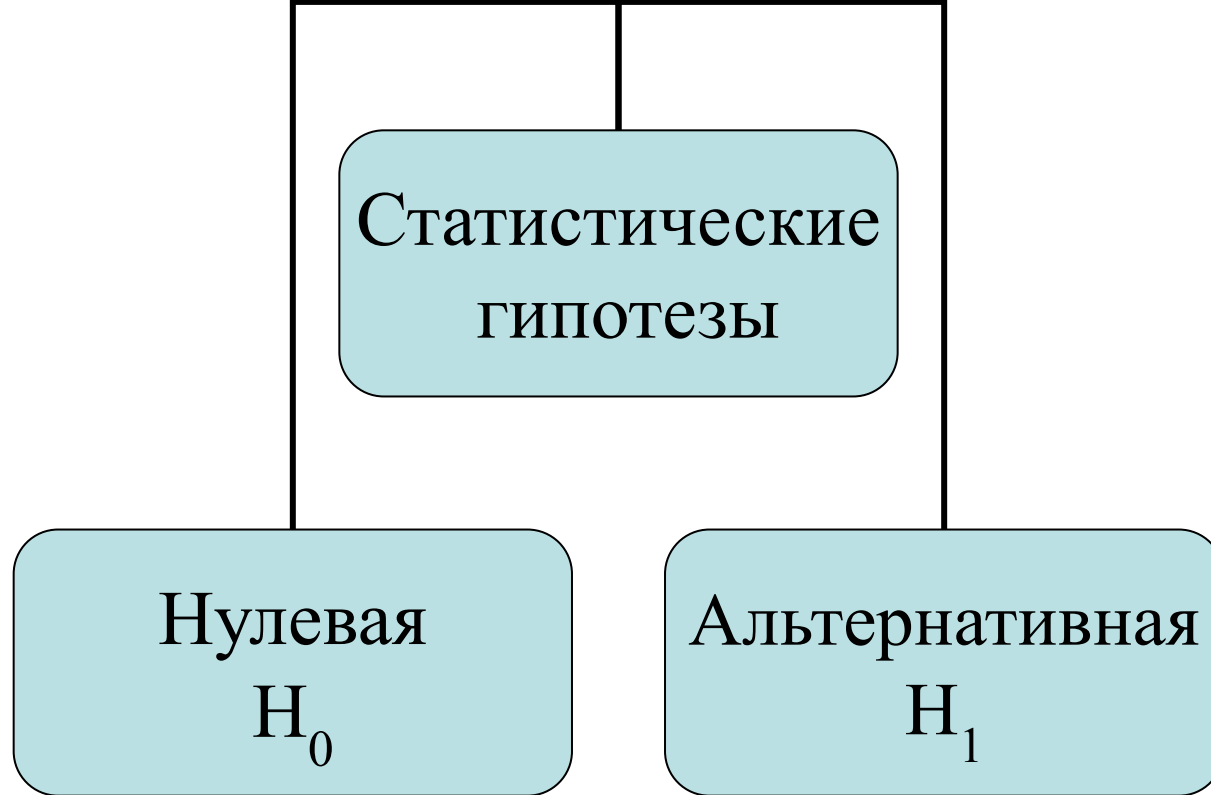 Статистические
гипотезы
Нулевая
H₀
Альтернативная
H₁